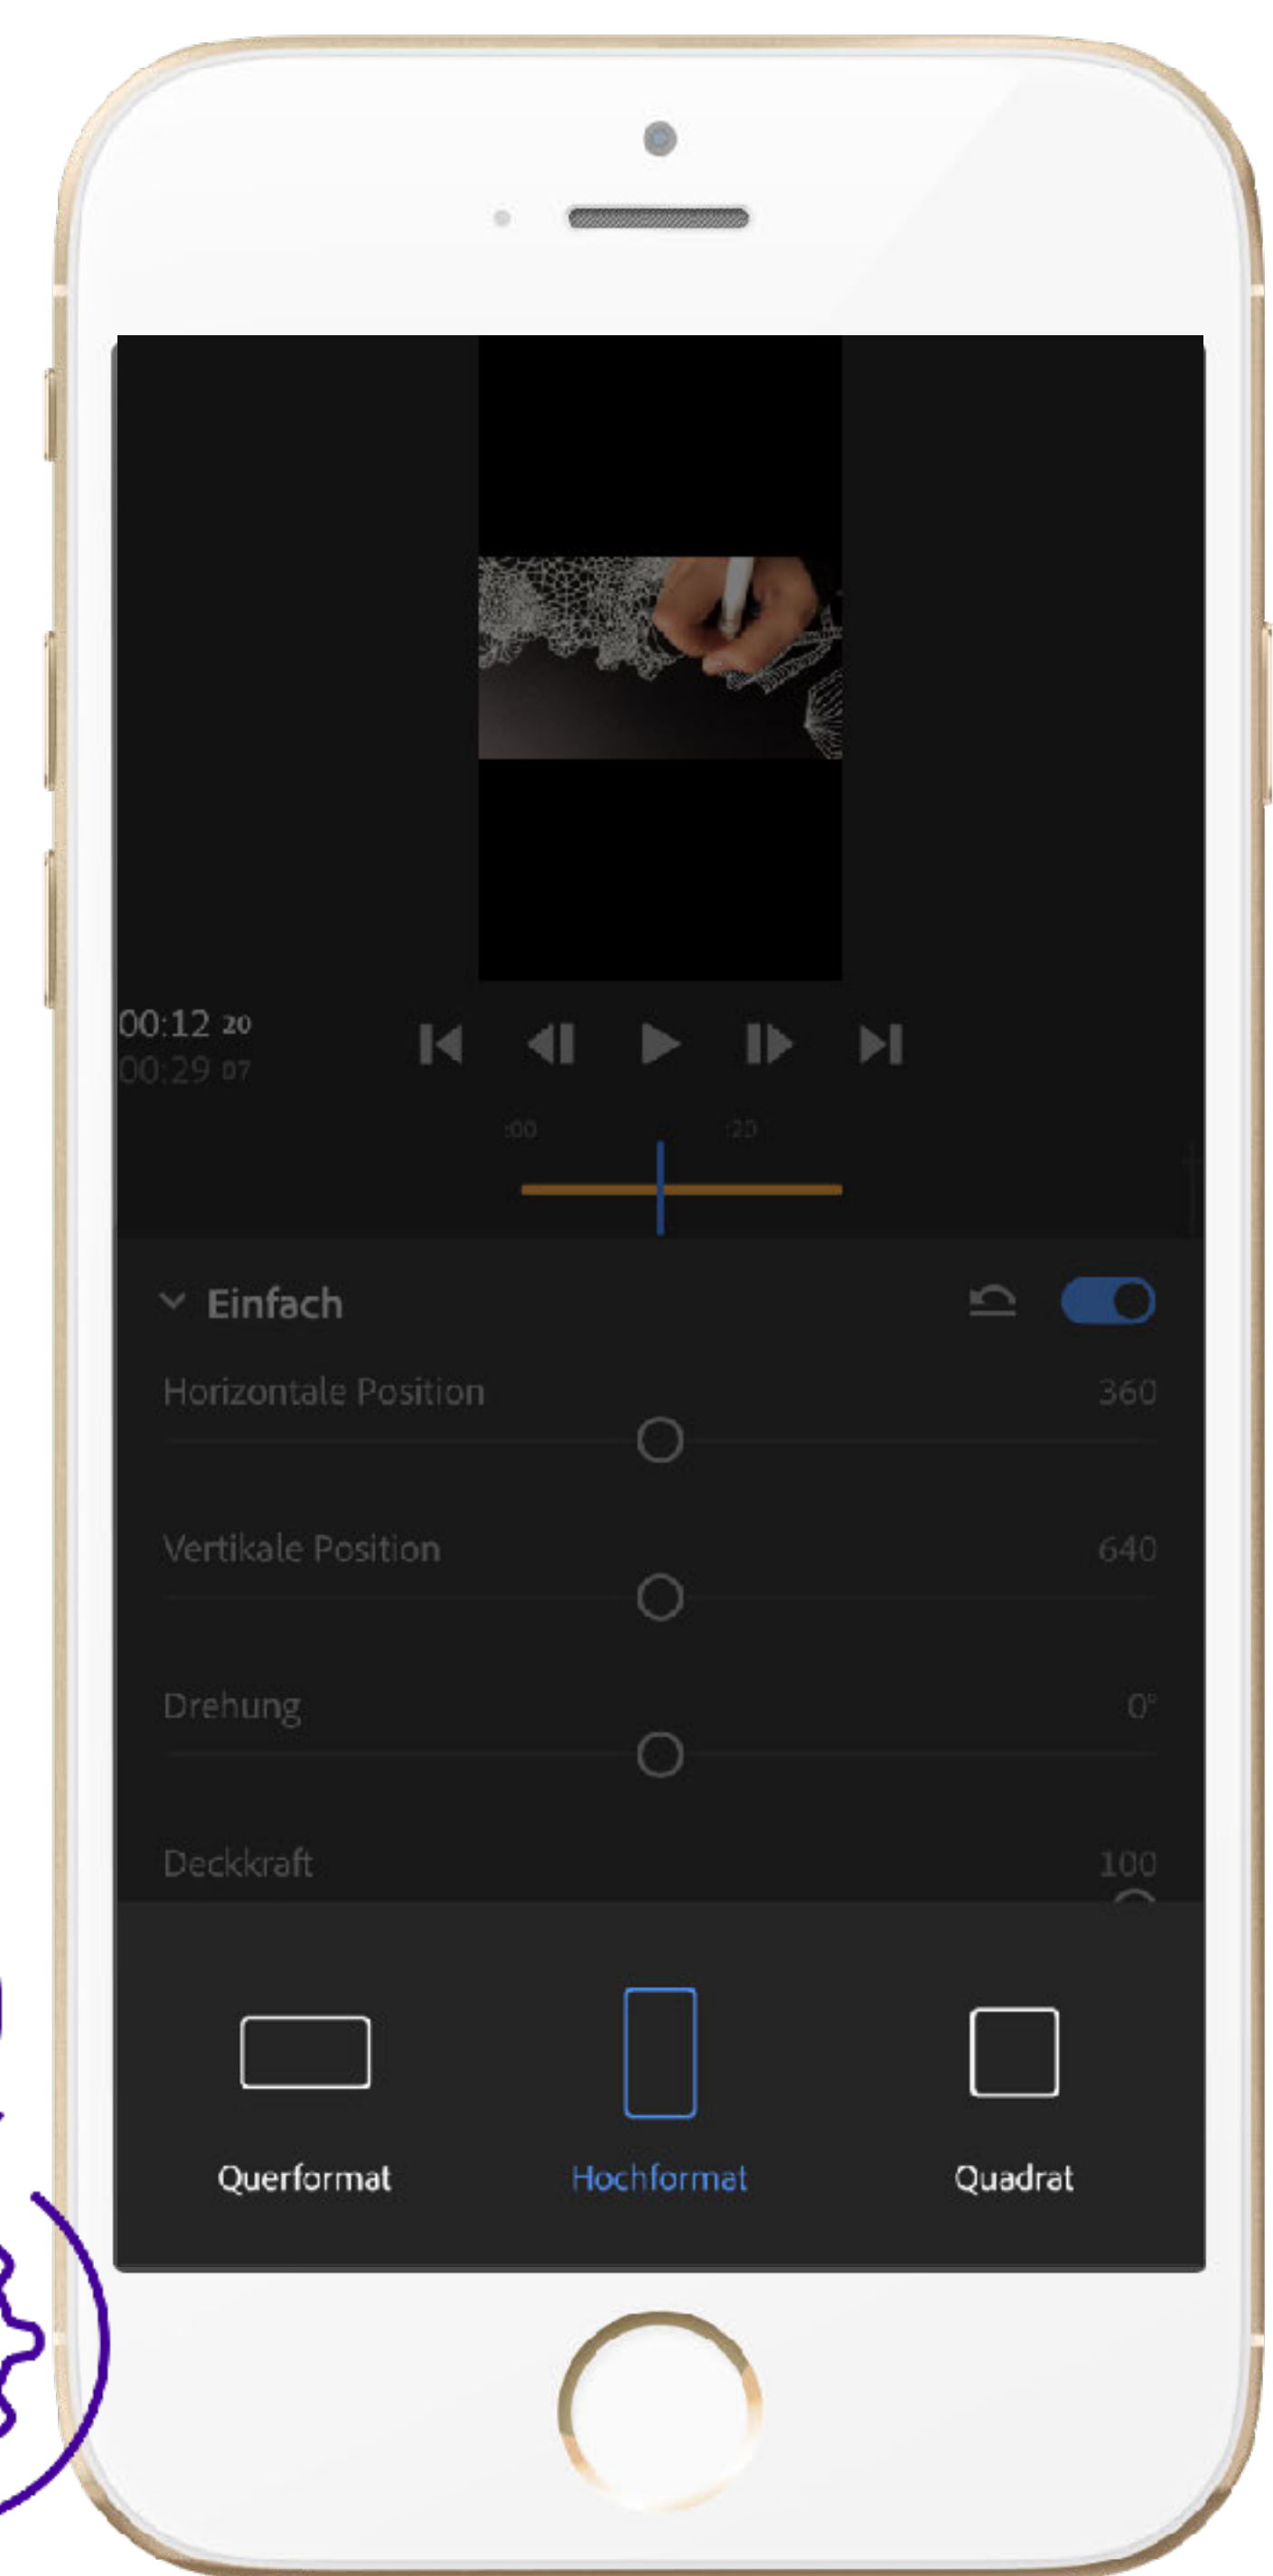 00:12 20
00:29 07
:00 :20
Einfach
Horizontale Position 360
Vertikale Position 640
Drehung 0°
Deckkraft 100
Querformat Hochformat Quadrat